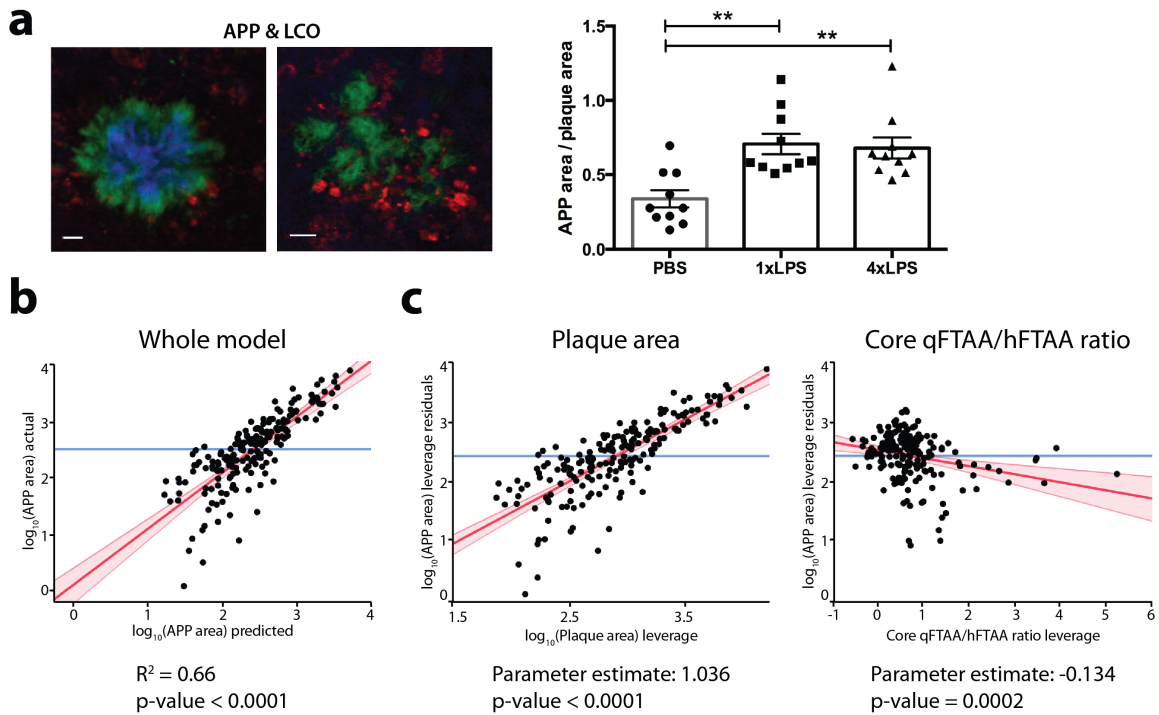 a
APP & LCO
**
**
APP area / plaque area
1.5
1.0
0.5
0.0
PBS
1xLPS
4xLPS
b
Whole model
log10(APP area) actual
4
3
2
1
0
0
1
2
3
4
log10(APP area) predicted
R² = 0.66
p-value < 0.0001
c
Plaque area
log10(APP area) leverage residuals
4
3
2
1
0
1.5
2.5
3.5
log10(Plaque area) leverage
Parameter estimate: 1.036
p-value < 0.0001
Core qFTAA/hFTAA ratio
log10(APP area) leverage residuals
4
3
2
1
0
-1
0
1
2
3
4
5
6
Core qFTAA/hFTAA ratio leverage
Parameter estimate: -0.134
p-value = 0.0002